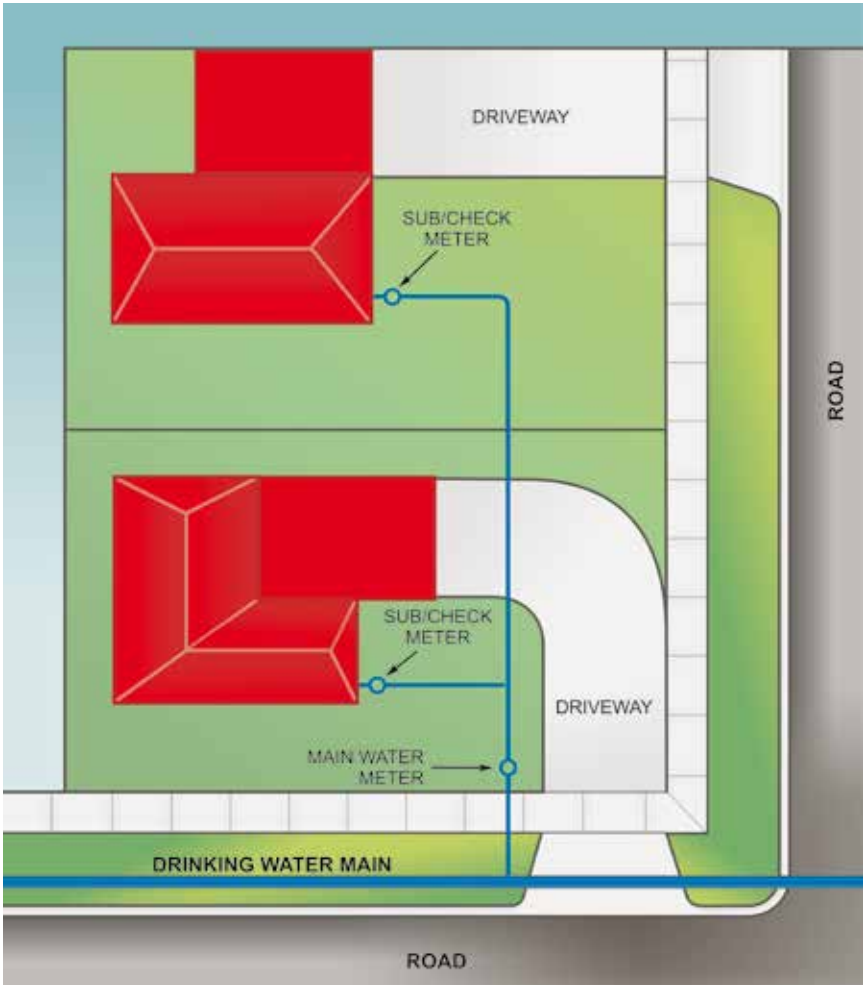 DRIVEWAY
SUB/CHECK
METER
ROAD
SUB/CHECK
METER
DRIVEWAY
MAIN WATER
METER
DRINKING WATER MAIN
ROAD